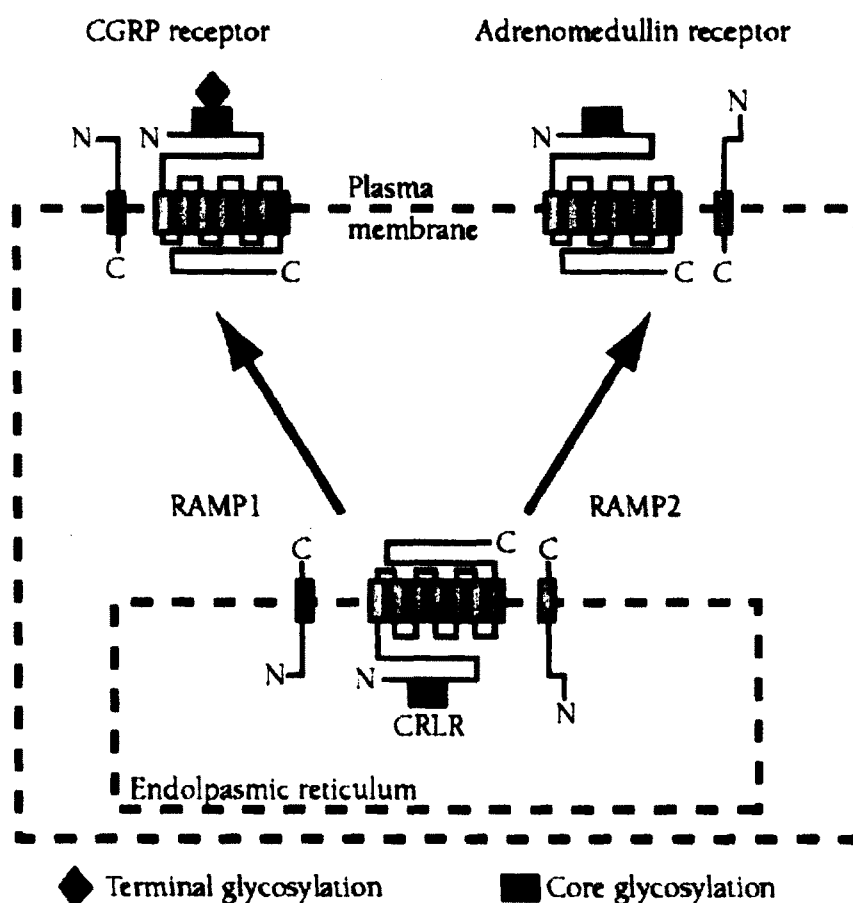 CGRP receptor
Adrenomedullin receptor
N
N
N
N
Plasma
membrane
C
C
C
C
RAMP1
RAMP2
C
C
C
N
N
N
CRLR
Endolpasmic reticulum
Terminal glycosylation
Core glycosylation